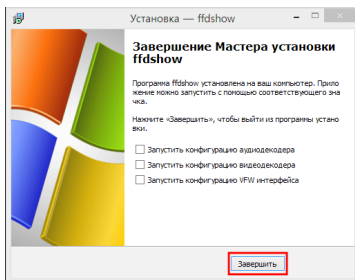 Установка — ffdshow
Завершение Мастера установки
ffdshow
Программа ffdshow установлена на ваш компьютер. Прило
жение можно запустить с помощью соответствующего зна
чка.
Нажмите «Завершить», чтобы выйти из программы устано
вки.
Запустить конфигурацию аудиодекодера
Запустить конфигурацию видеодекодера
Запустить конфигурацию VFW интерфейса
Завершить